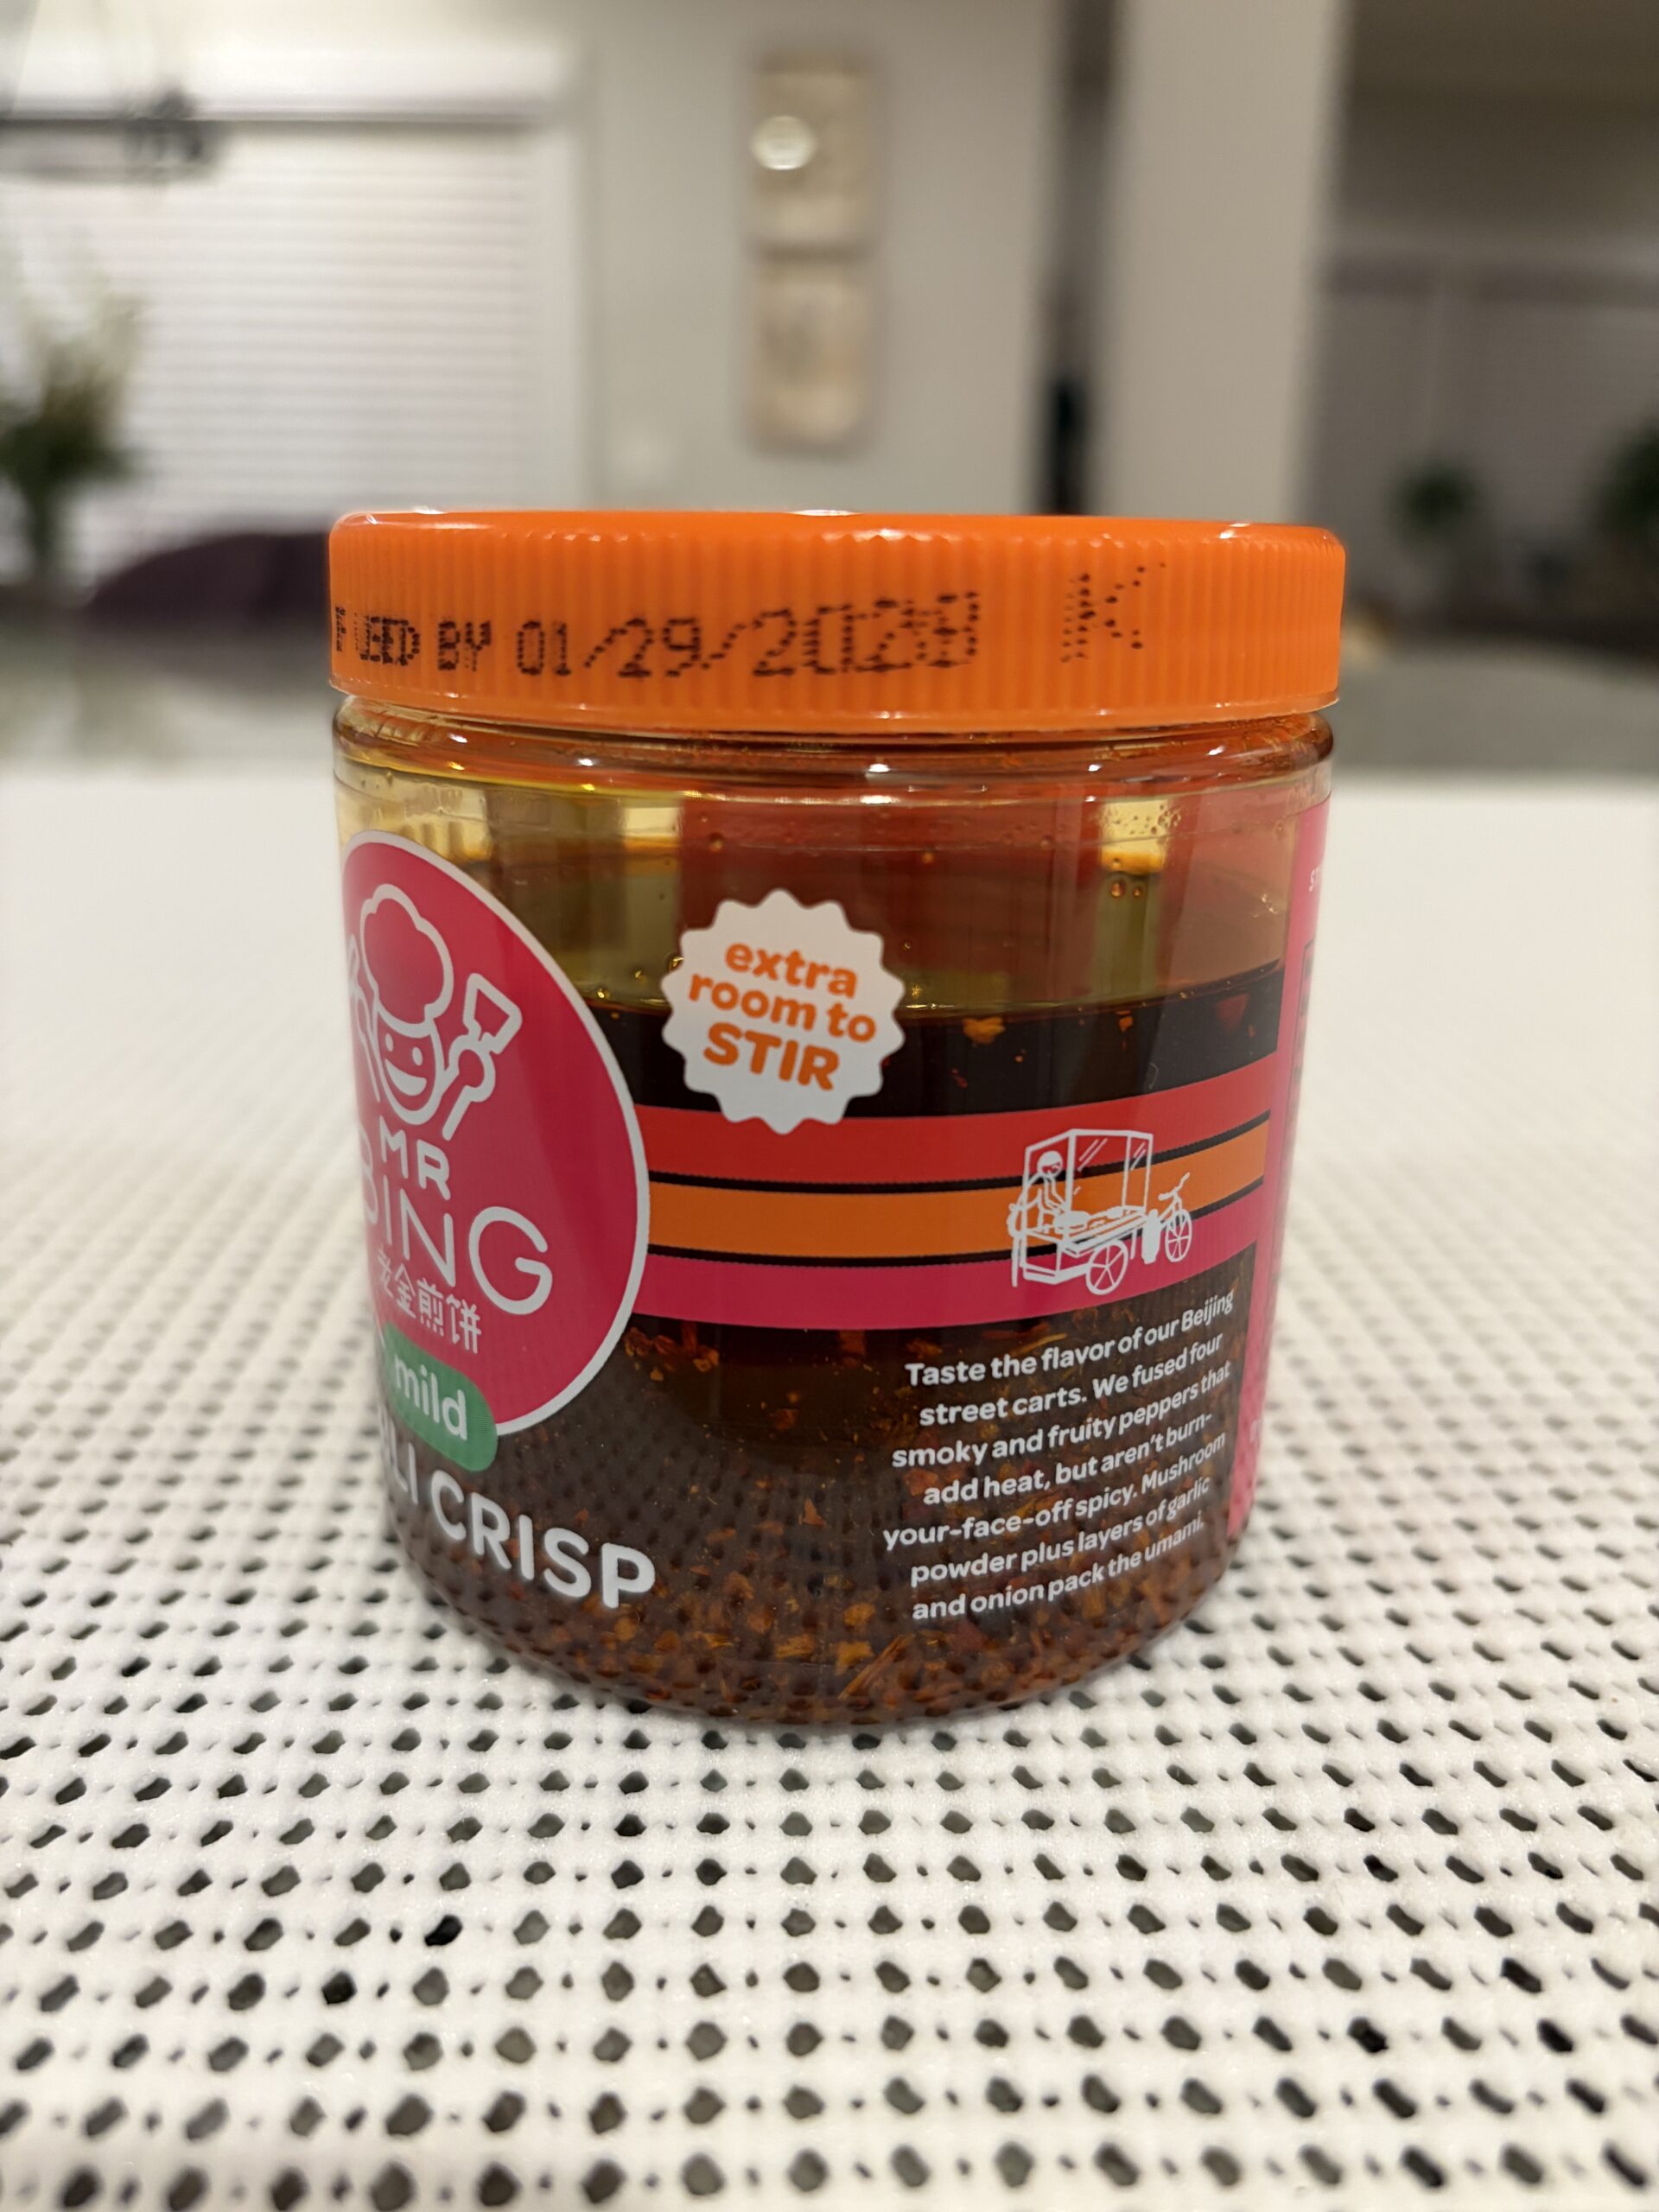 BY 01/29/2028 K
extra
room to
STIR
MR
BING
老金煎饼
mild
LI CRISP
Taste the flavor of our Beijing
street carts. We fused four
smoky and fruity peppers that
add heat, but aren't burn-
your-face-off spicy. Mushroom
powder plus layers of garlic
and onion pack the umami.